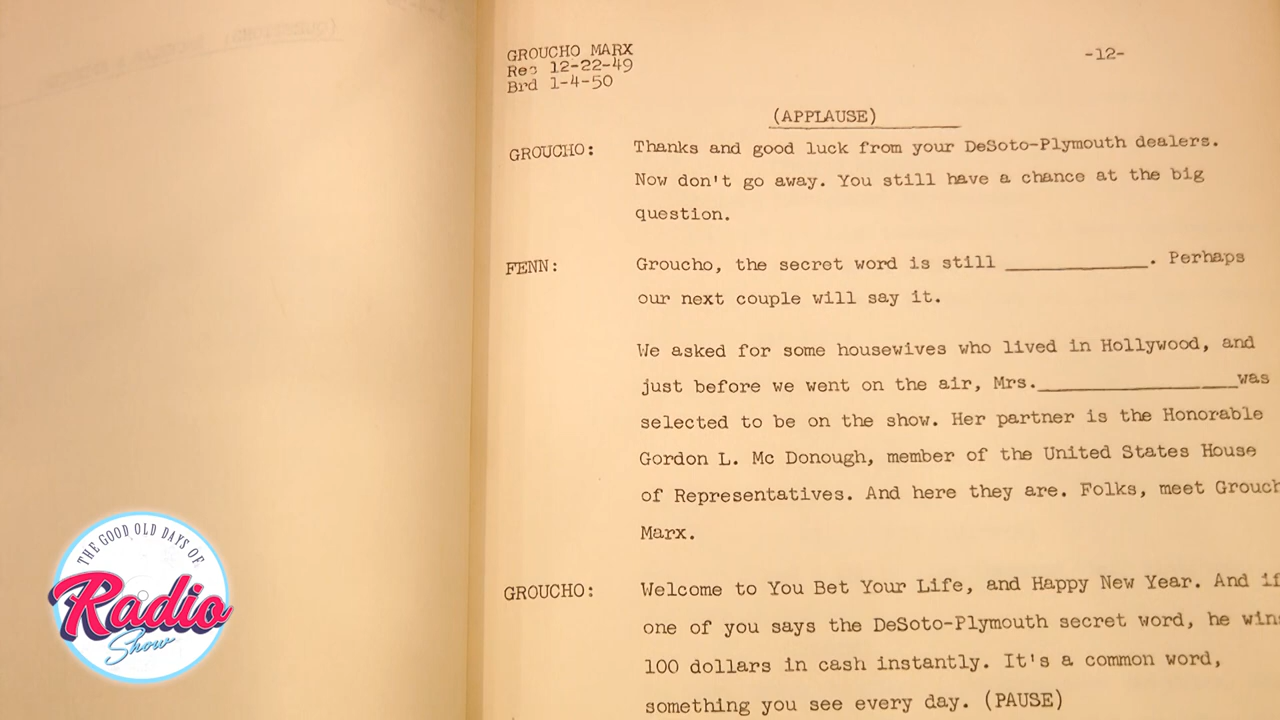 GROUCHO MARX
Rec 12-22-49
Brd 1-4-50
-12-
(APPLAUSE)
GROUCHO: Thanks and good luck from your DeSoto-Plymouth dealers.
Now don't go away. You still have a chance at the big
question.
FENN: Groucho, the secret word is still ____________. Perhaps
our next couple will say it.
We asked for some housewives who lived in Hollywood, and
just before we went on the air, Mrs.________________was
selected to be on the show. Her partner is the Honorable
Gordon L. Mc Donough, member of the United States House
of Representatives. And here they are. Folks, meet Grouch
Marx.
GROUCHO: Welcome to You Bet Your Life, and Happy New Year. And if
one of you says the DeSoto-Plymouth secret word, he wins
100 dollars in cash instantly. It's a common word,
something you see every day. (PAUSE)
THE GOOD OLD DAYS OF
Radio
Show